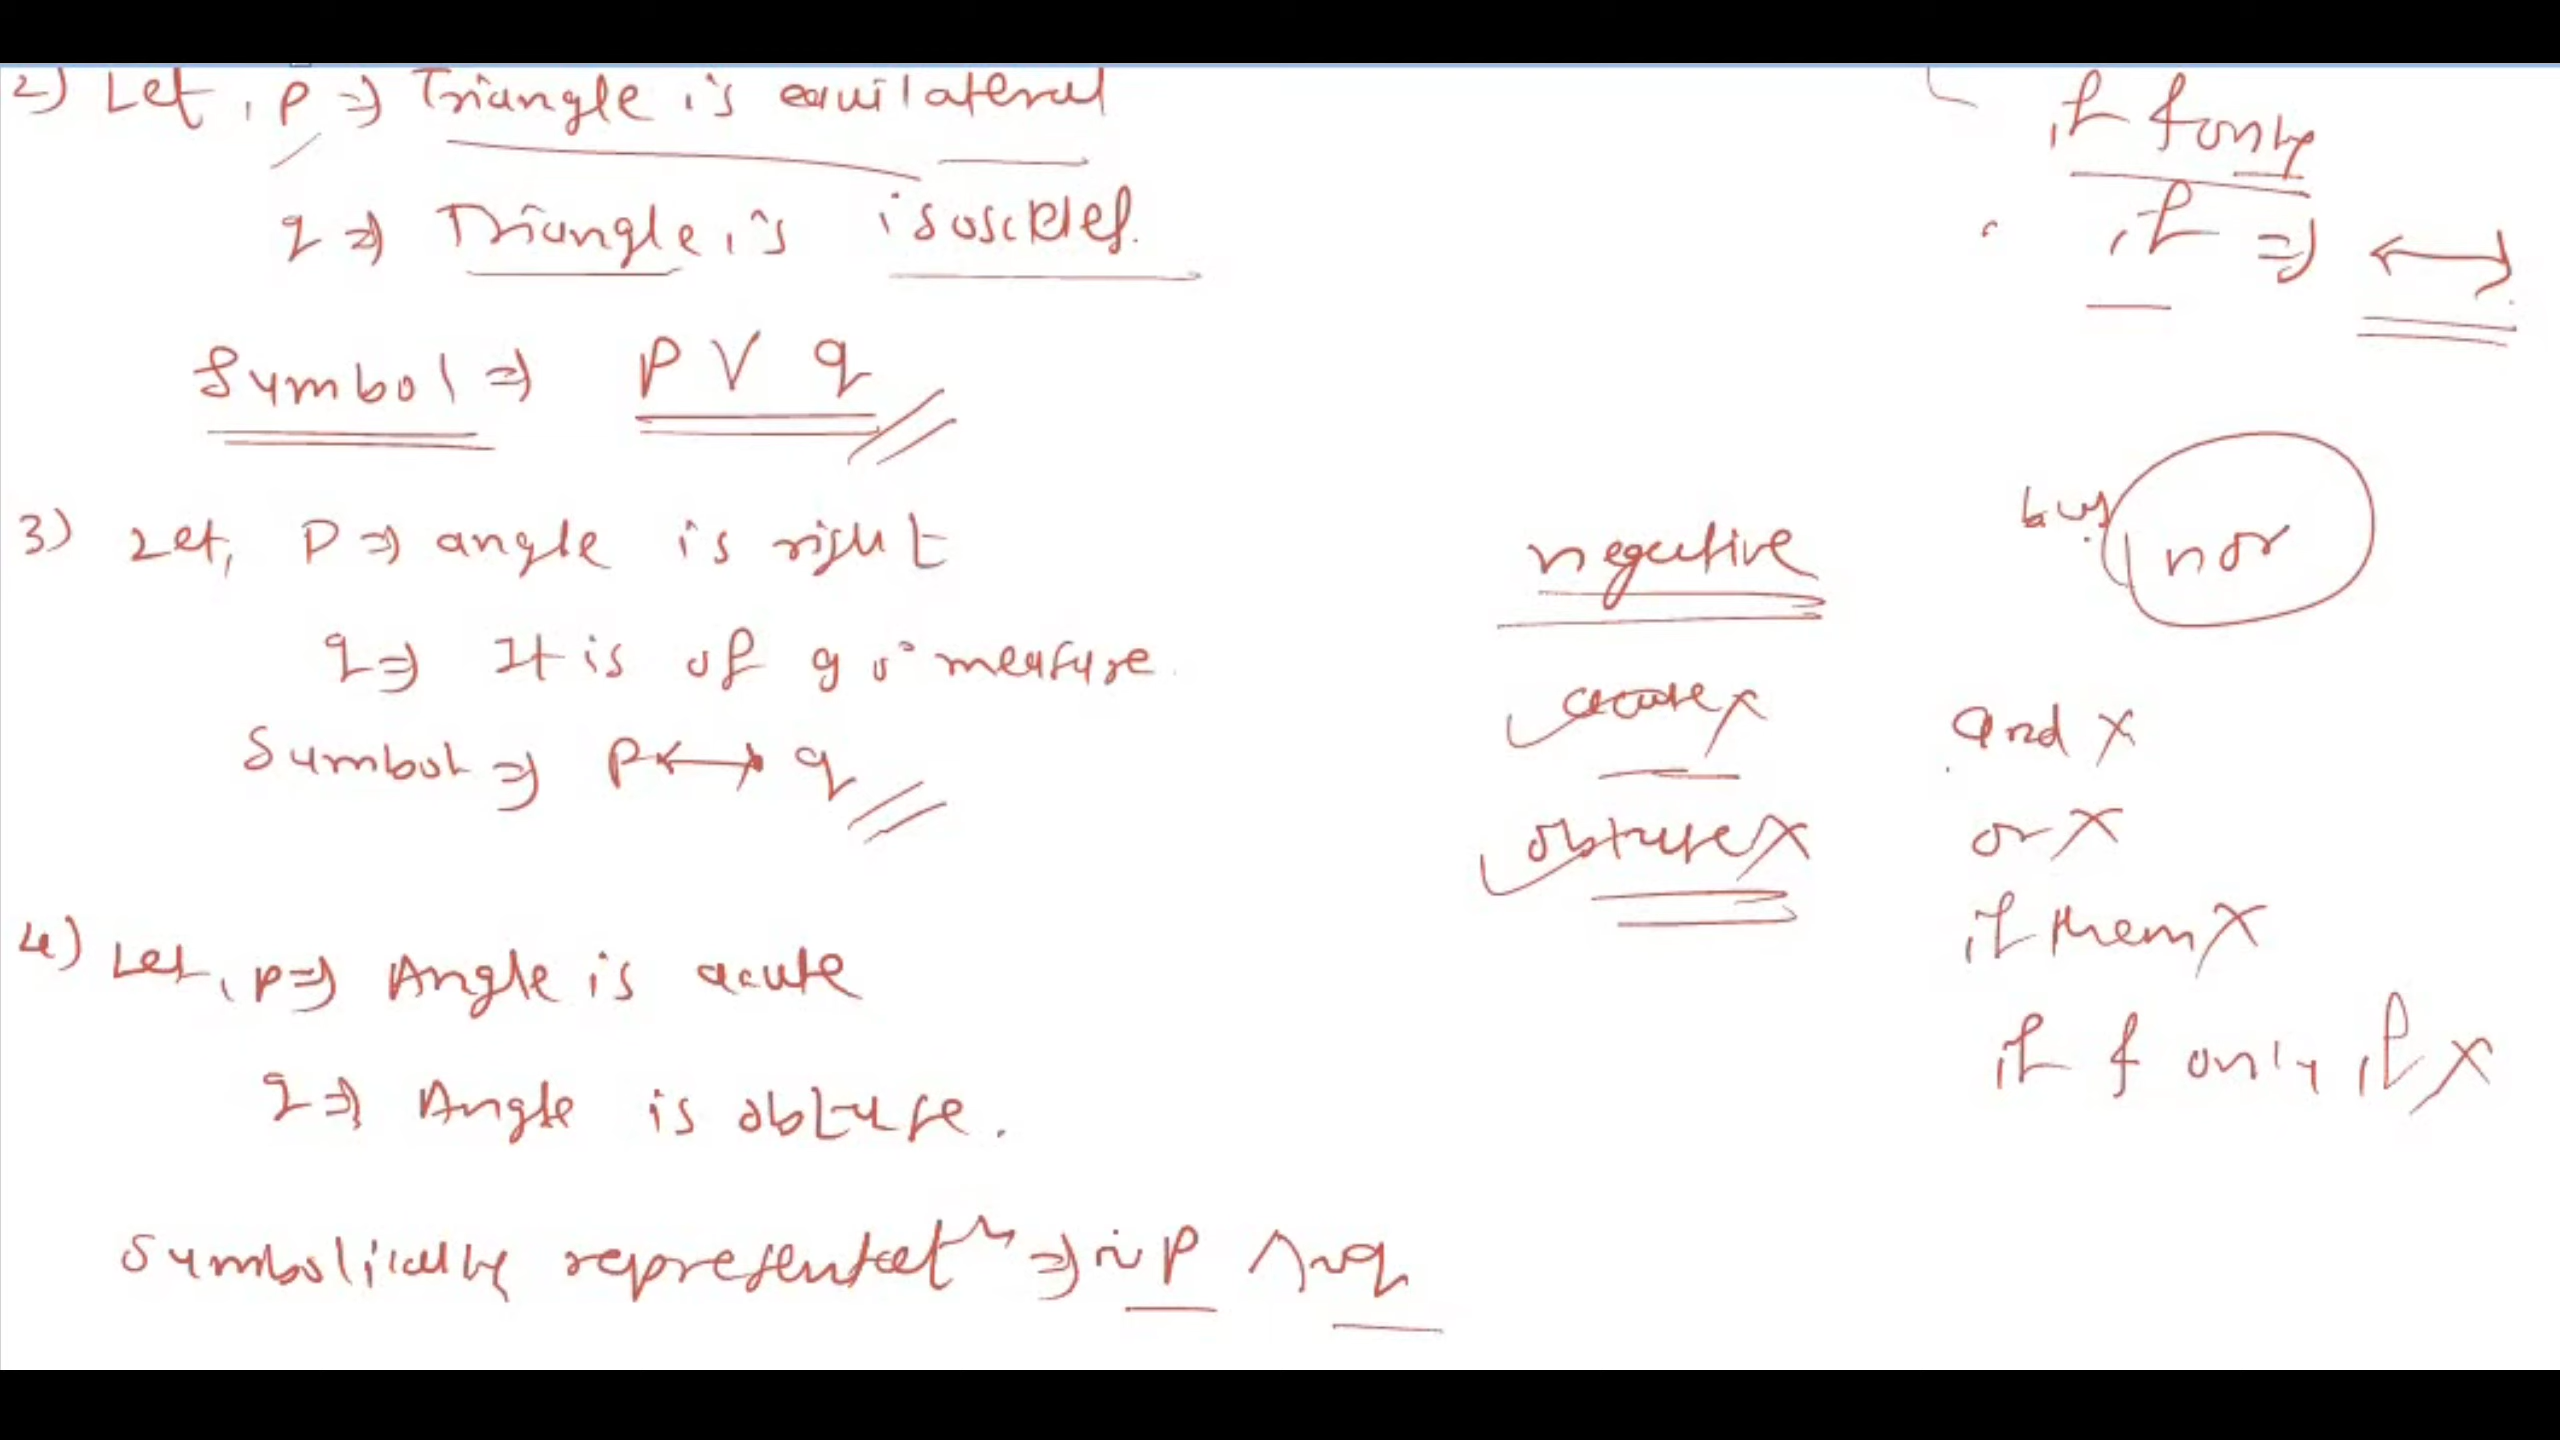 2) Let, p ⇒ Triangle is equilateral
q ⇒ Triangle is isosceles.
Symbol ⇒ p ∨ q
3) Let, p ⇒ angle is right
q ⇒ It is of 90° measure.
Symbol ⇒ p ↔ q
4) Let, p ⇒ Angle is acute
q ⇒ Angle is obtuse.
Symbolically representatn ⇒ ~p ∧ ~q
if & only
if ⇒ ↔
negative
acute x
obtuse x
nor
and x
or x
if then x
if & only if x